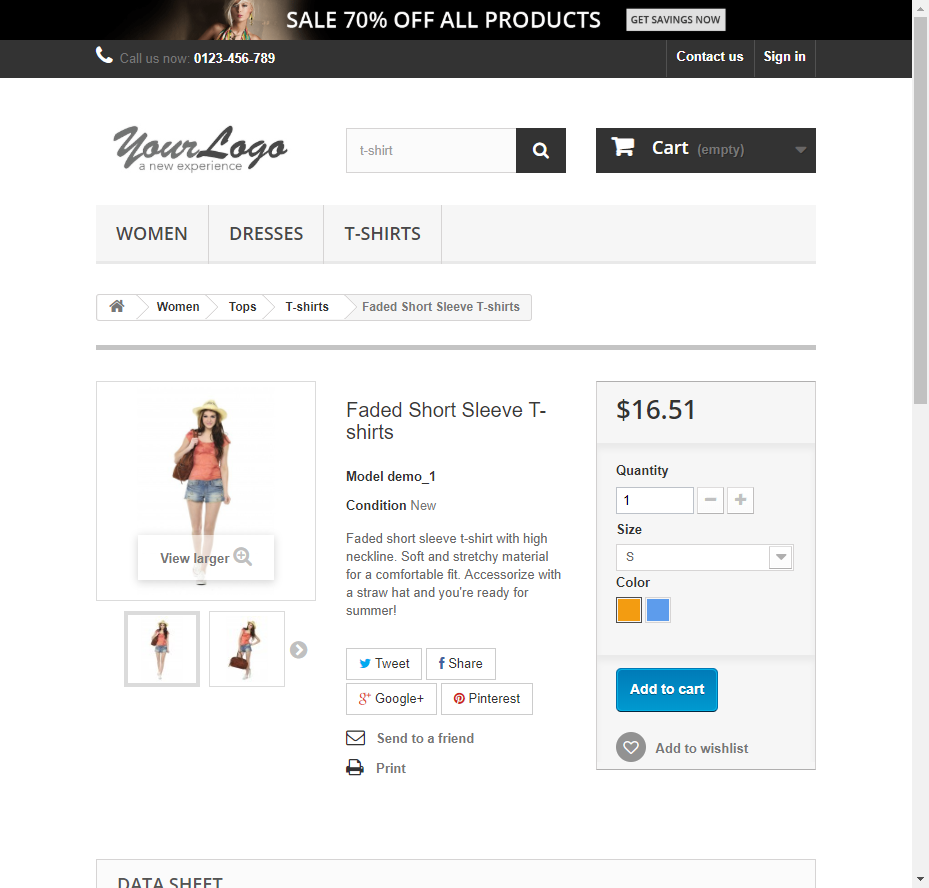 SALE 70% OFF ALL PRODUCTS GET SAVINGS NOW
Call us now: 0123-456-789 Contact us Sign in
YourLogo
a new experience
t-shirt
Cart (empty)
WOMEN DRESSES T-SHIRTS
Women Tops T-shirts Faded Short Sleeve T-shirts
View larger
Faded Short Sleeve T-
shirts
Model demo_1
Condition New
Faded short sleeve t-shirt with high
neckline. Soft and stretchy material
for a comfortable fit. Accessorize with
a straw hat and you're ready for
summer!
Tweet Share
Google+ Pinterest
Send to a friend
Print
$16.51
Quantity
1
Size
S
Color
Add to cart
Add to wishlist
DATA SHEET